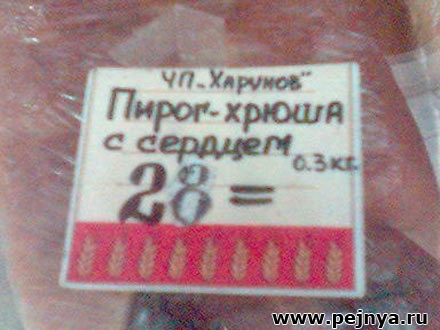 ЧП „Харунов"
Пирог-хрюша
с сердцем
0.3 кг.
28 =
www.pejnya.ru